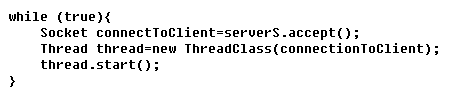 while (true){
    Socket connectToClient=serverS.accept();
    Thread thread=new ThreadClass(connectionToClient);
    thread.start();
}